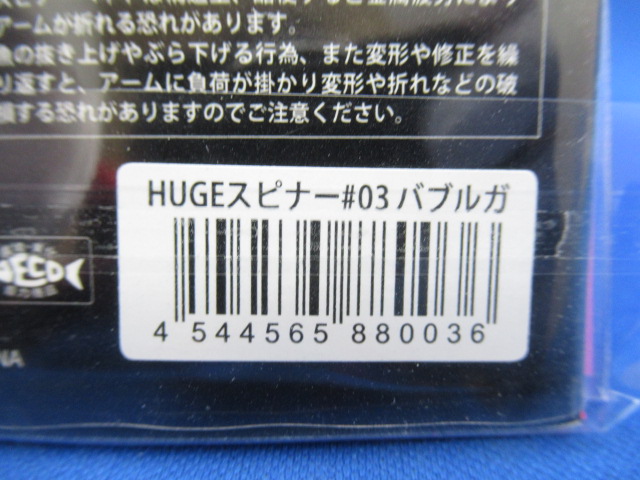 アームが折れる恐れがあります。
の抜き上げやぶら下げる行為、また変形や修正を繰
り返すと、アームに負荷が掛かり変形や折れなどの破
損する恐れがありますのでご注意ください。
HUGEスピナー#03 バブルガ
4 544565 880036
ECO
NA